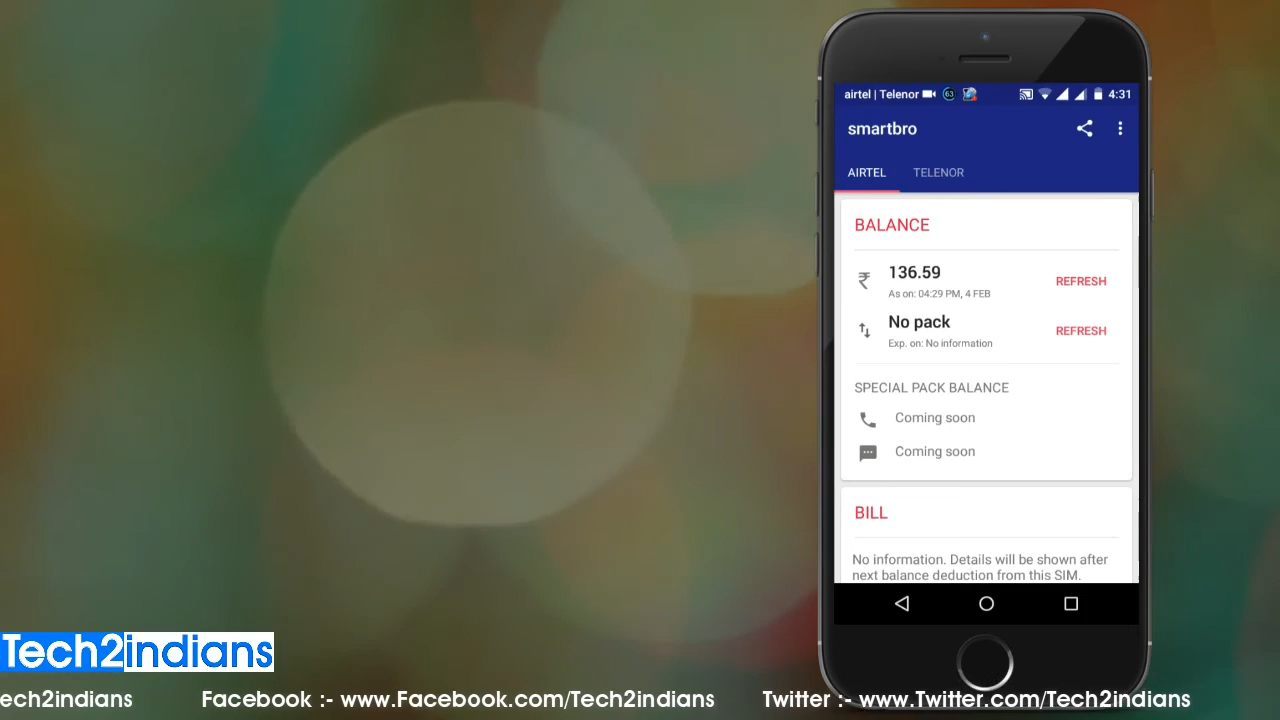 airtel | Telenor 63 4:31
smartbro
AIRTEL TELENOR
BALANCE
₹ 136.59
As on: 04:29 PM, 4 FEB
REFRESH
No pack
Exp. on: No information
REFRESH
SPECIAL PACK BALANCE
Coming soon
Coming soon
BILL
No information. Details will be shown after
next balance deduction from this SIM.
Tech2indians
ech2indians Facebook :- www.Facebook.com/Tech2indians Twitter :- www.Twitter.com/Tech2indians